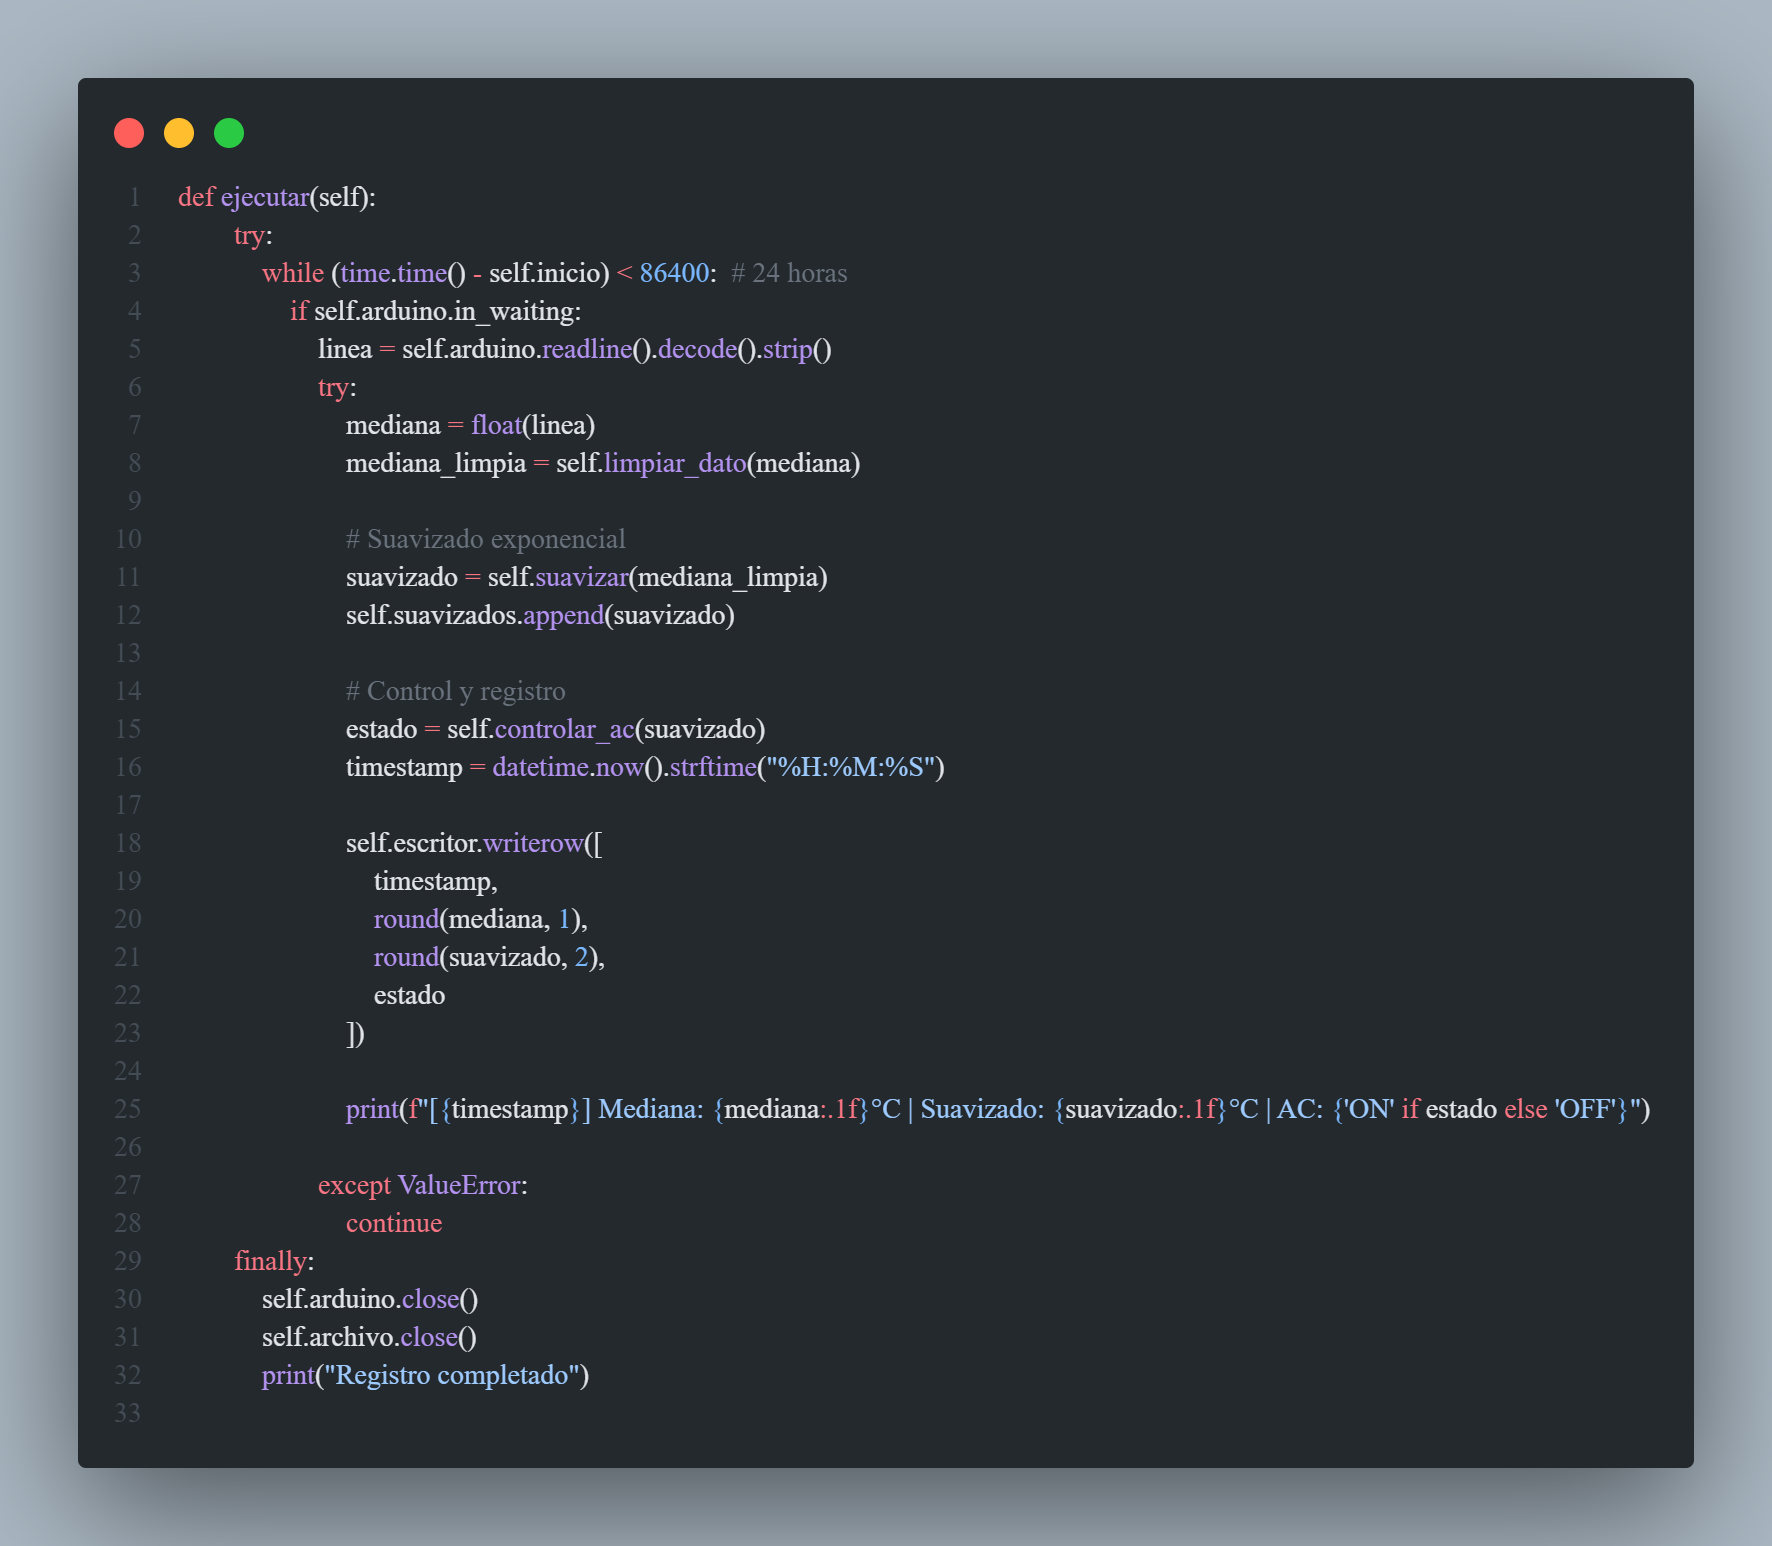 1 def ejecutar(self):
2 try:
3 while (time.time() - self.inicio) < 86400:  # 24 horas
4 if self.arduino.in_waiting:
5 linea = self.arduino.readline().decode().strip()
6 try:
7 mediana = float(linea)
8 mediana_limpia = self.limpiar_dato(mediana)
9
10 # Suavizado exponencial
11 suavizado = self.suavizar(mediana_limpia)
12 self.suavizados.append(suavizado)
13
14 # Control y registro
15 estado = self.controlar_ac(suavizado)
16 timestamp = datetime.now().strftime("%H:%M:%S")
17
18 self.escritor.writerow([
19 timestamp,
20 round(mediana, 1),
21 round(suavizado, 2),
22 estado
23 ])
24
25 print(f"[{timestamp}] Mediana: {mediana:.1f}°C | Suavizado: {suavizado:.1f}°C | AC: {'ON' if estado else 'OFF'}")
26
27 except ValueError:
28 continue
29 finally:
30 self.arduino.close()
31 self.archivo.close()
32 print("Registro completado")
33